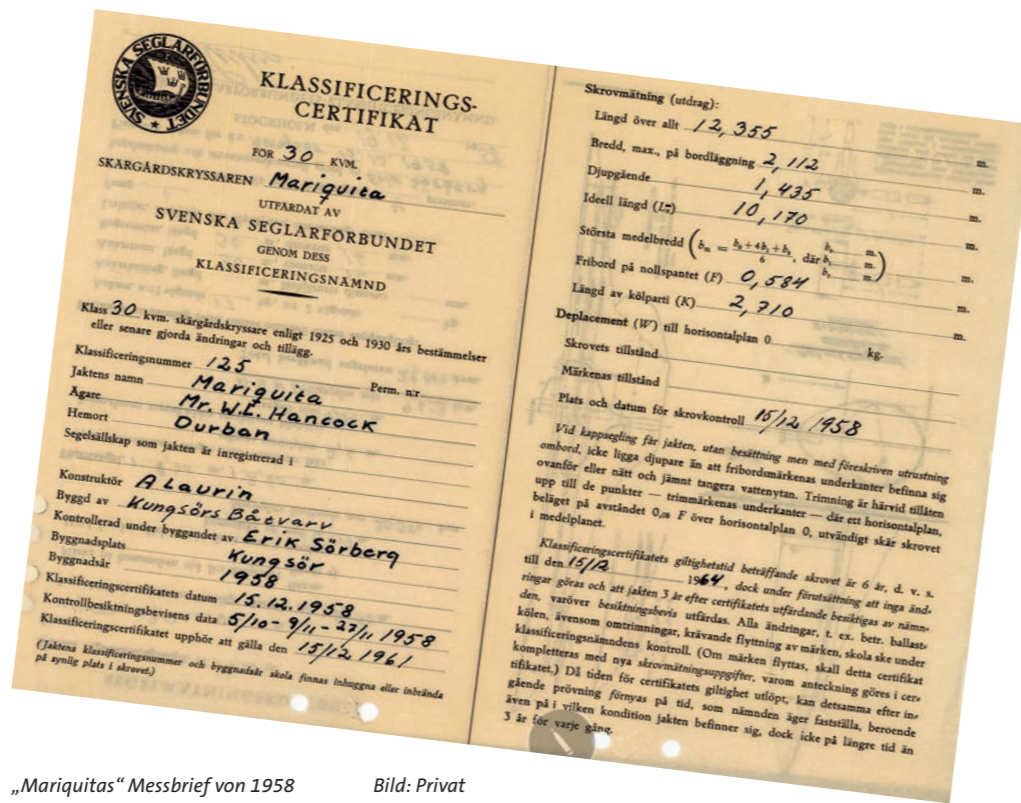 SVENSKA SEGLARFÖRBUNDET
KLASSIFICERINGS-
CERTIFIKAT
FÖR 30 KVM.
SKÄRGÅRDSKRYSSAREN Mariquita
UTFÄRDAT AV
SVENSKA SEGLARFÖRBUNDET
GENOM DESS
KLASSIFICERINGSNÄMND
Klass 30 kvm. skärgårdskryssare enligt 1925 och 1930 års bestämmelser
eller senare gjorda ändringar och tillägg.
Klassificeringsnummer 125 Perm. n:r
Jaktens namn Mariquita
Ägare Mr. W.E. Hancock
Hemort Durban
Segelsällskap som jakten är inregistrerad i
Konstruktör A Laurin
Byggd av Kungsörs Båtvarv
Kontrollerad under byggandet av Erik Sörberg
Byggnadsplats Kungsör
Byggnadsår 1958
Klassificeringscertifikatets datum 15.12.1958
Kontrollbesiktningsbevisens data 5/10 - 9/11 - 27/11 1958
Klassificeringscertifikatet upphör att gälla den 15/12 1961
(Jaktens klassificeringsnummer och byggnadsår skola finnas inhuggna eller inbrända
på synlig plats i skrovet.)
Skrovmätning (utdrag):
Längd över allt 12,355 m.
Bredd, max., på bordläggning 2,112 m.
Djupgående 1,435 m.
Ideell längd 10,170 m.
Största medelbredd m.
Fribord på nollspantet (F) 0,584 m.
Längd av kölparti (K) 2,710 m.
Deplacement (W) till horisontalplan 0 kg.
Skrovets tillstånd
Märkenas tillstånd
Plats och datum för skrovkontroll 15/12 1958
Vid kappsegling får jakten, utan besättning men med föreskriven utrustning
ombord, icke ligga djupare än att fribordsmärkenas underkanter befinna sig
ovanför eller nätt och jämnt tangera vattenytan. Trimning är härvid tillåten
upp till de punkter — trimmärkenas underkanter — där ett horisontalplan,
beläget på avståndet F över horisontalplan 0, utvändigt skär skrovet
i medelplanet.
Klassificeringscertifikatets giltighetstid beträffande skrovet är 6 år, d. v. s.
till den 15/12 1964, dock under förutsättning att inga änd-
ringar göras och att jakten 3 år efter certifikatets utfärdande besiktigas av nämn-
den, varöver besiktningsbevis utfärdas. Alla ändringar, t. ex. betr. ballast-
kölen, ävensom omtrimningar, krävande flyttning av märken, skola ske under
klassificeringsnämndens kontroll. (Om märken flyttas, skall detta certifikat
kompletteras med nya skrovmätningsuppgifter, varom anteckning göres i cer-
tifikatet.) Då tiden för certifikatets giltighet utlöpt, kan detsamma efter in-
gående prövning förnyas på tid, som nämnden äger fastställa, beroende
även på i vilken kondition jakten befinner sig, dock icke på längre tid än
3 år för varje gång.
„Mariquitas“ Messbrief von 1958 Bild: Privat